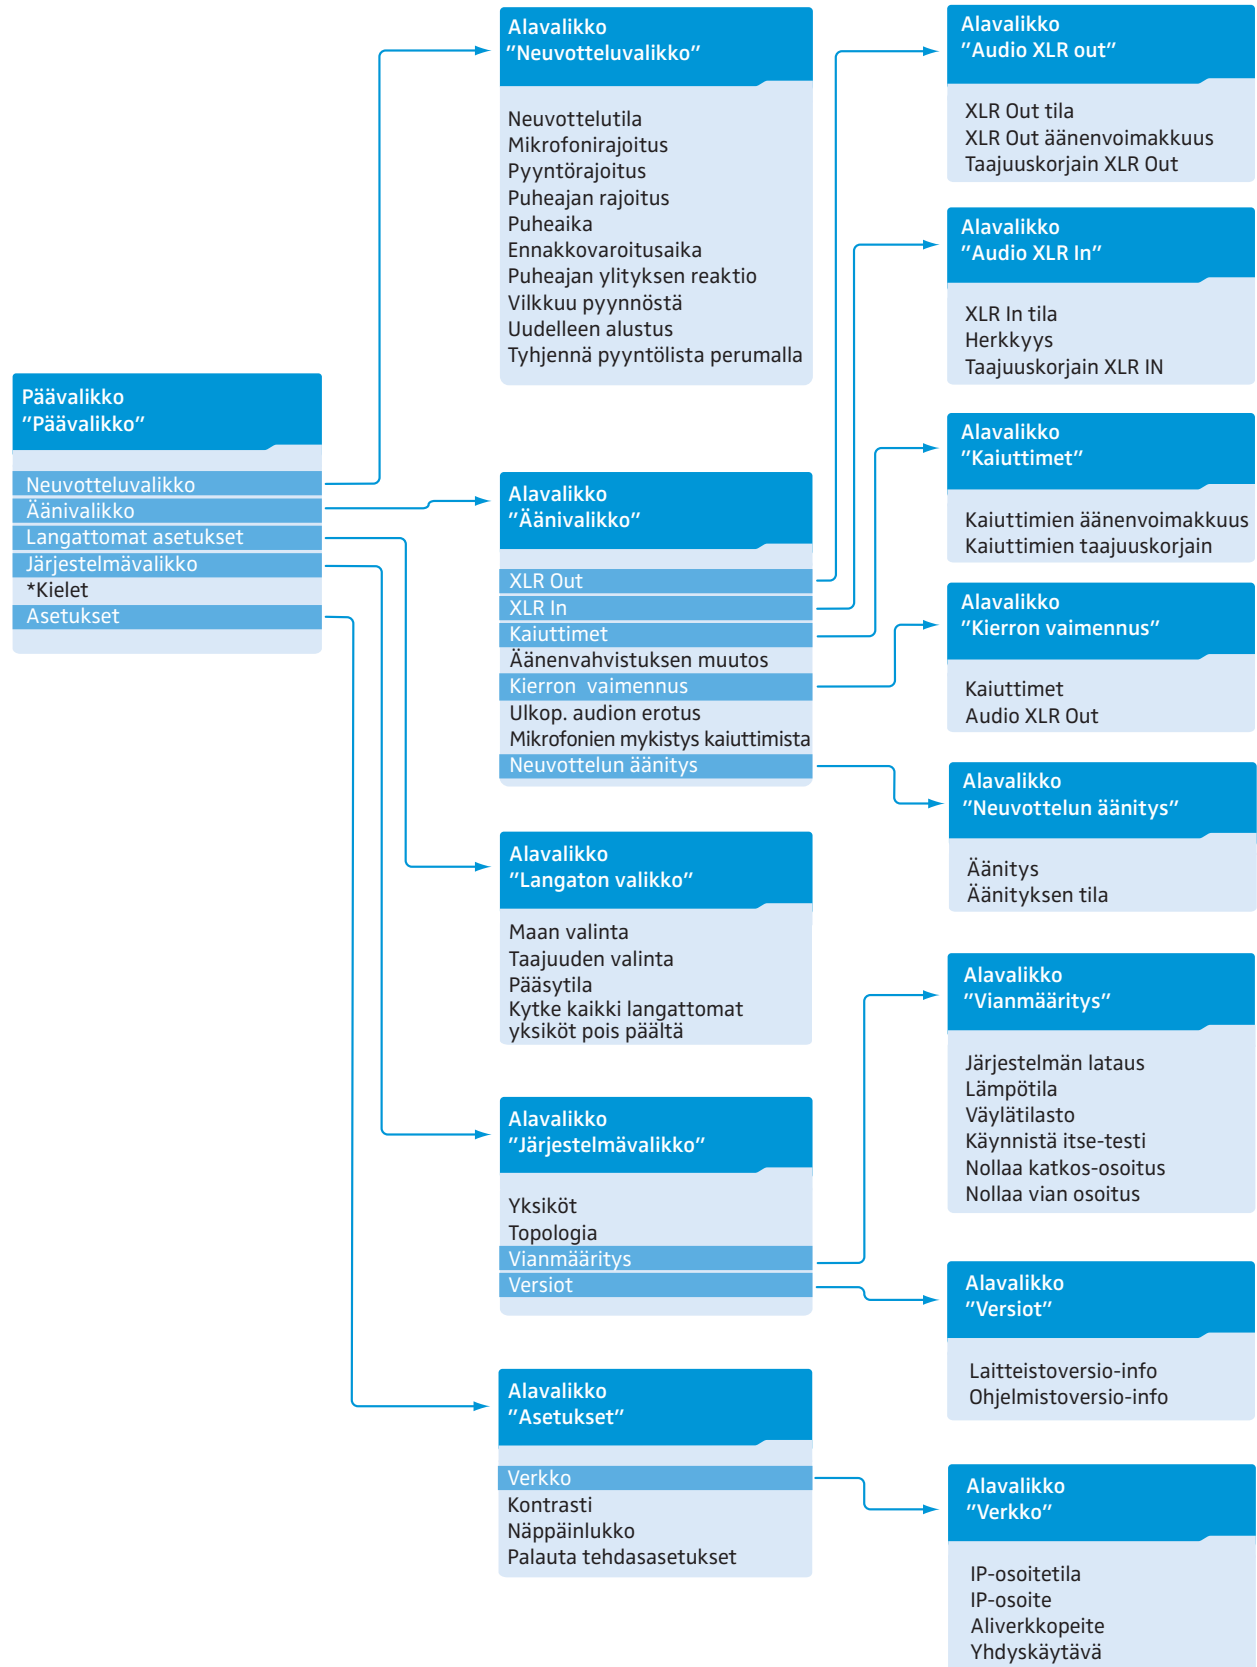 Päävalikko
"Päävalikko"
Neuvotteluvalikko
Äänivalikko
Langattomat asetukset
Järjestelmävalikko
*Kielet
Asetukset
Alavalikko
"Neuvotteluvalikko"
Neuvottelutila
Mikrofonirajoitus
Pyyntörajoitus
Puheajan rajoitus
Puheaika
Ennakkovaroitusaika
Puheajan ylityksen reaktio
Vilkkuu pyynnöstä
Uudelleen alustus
Tyhjennä pyyntölista perumalla
Alavalikko
"Äänivalikko"
XLR Out
XLR In
Kaiuttimet
Äänenvahvistuksen muutos
Kierron vaimennus
Ulkop. audion erotus
Mikrofonien mykistys kaiuttimista
Neuvottelun äänitys
Alavalikko
"Langaton valikko"
Maan valinta
Taajuuden valinta
Pääsytila
Kytke kaikki langattomat
yksiköt pois päältä
Alavalikko
"Järjestelmävalikko"
Yksiköt
Topologia
Vianmääritys
Versiot
Alavalikko
"Asetukset"
Verkko
Kontrasti
Näppäinlukko
Palauta tehdasasetukset
Alavalikko
"Audio XLR out"
XLR Out tila
XLR Out äänenvoimakkuus
Taajuuskorjain XLR Out
Alavalikko
"Audio XLR In"
XLR In tila
Herkkyys
Taajuuskorjain XLR IN
Alavalikko
"Kaiuttimet"
Kaiuttimien äänenvoimakkuus
Kaiuttimien taajuuskorjain
Alavalikko
"Kierron vaimennus"
Kaiuttimet
Audio XLR Out
Alavalikko
"Neuvottelun äänitys"
Äänitys
Äänityksen tila
Alavalikko
"Vianmääritys"
Järjestelmän lataus
Lämpötila
Väylätilasto
Käynnistä itse-testi
Nollaa katkos-osoitus
Nollaa vian osoitus
Alavalikko
"Versiot"
Laitteistoversio-info
Ohjelmistoversio-info
Alavalikko
"Verkko"
IP-osoitetila
IP-osoite
Aliverkkopeite
Yhdyskäytävä